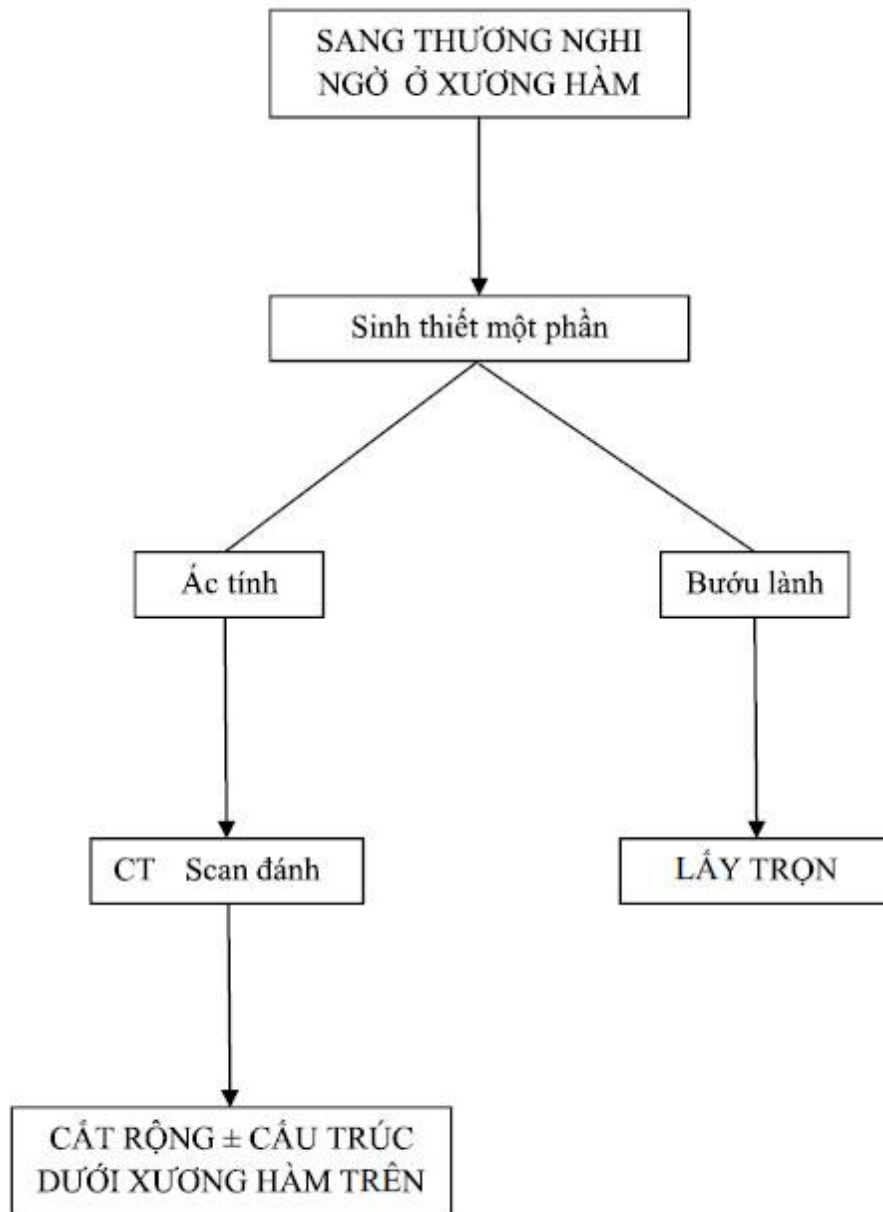 SANG THƯƠNG NGHI
NGỜ Ở XƯƠNG HÀM
Sinh thiết một phần
Ác tính
Bướu lành
CT Scan đánh
LẤY TRỌN
CẮT RỘNG ± CẤU TRÚC
DƯỚI XƯƠNG HÀM TRÊN